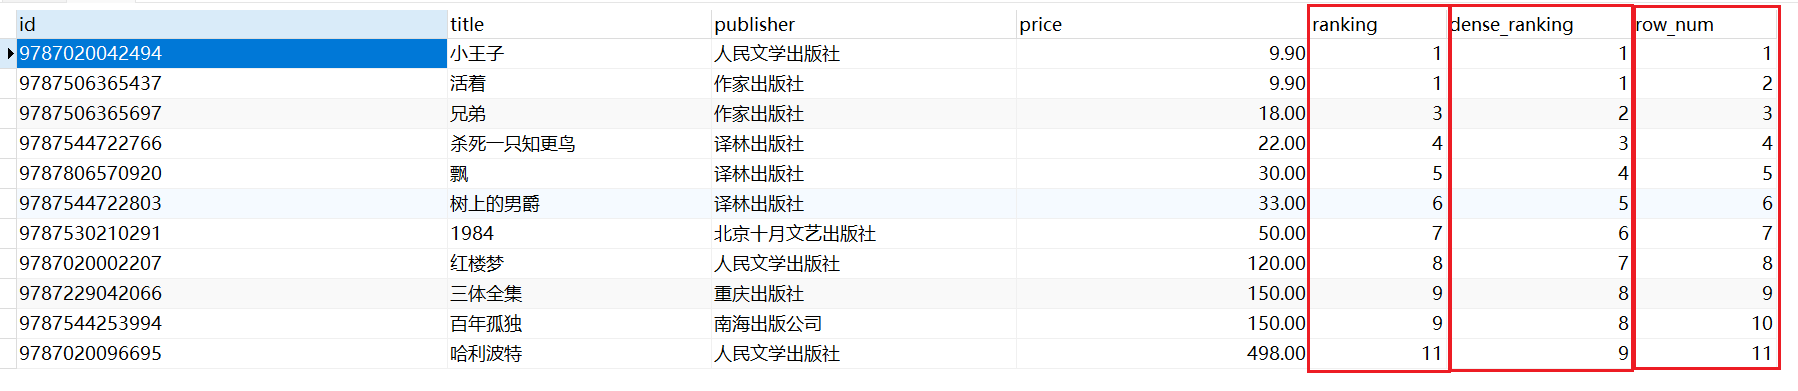 id title publisher price ranking dense_ranking row_num
9787020042494 小王子 人民文学出版社 9.90 1 1 1
9787506365437 活着 作家出版社 9.90 1 1 2
9787506365697 兄弟 作家出版社 18.00 3 2 3
9787544722766 杀死一只知更鸟 译林出版社 22.00 4 3 4
9787806570920 飘 译林出版社 30.00 5 4 5
9787544722803 树上的男爵 译林出版社 33.00 6 5 6
9787530210291 1984 北京十月文艺出版社 50.00 7 6 7
9787020002207 红楼梦 人民文学出版社 120.00 8 7 8
9787229042066 三体全集 重庆出版社 150.00 9 8 9
9787544253994 百年孤独 南海出版公司 150.00 9 8 10
9787020096695 哈利波特 人民文学出版社 498.00 11 9 11